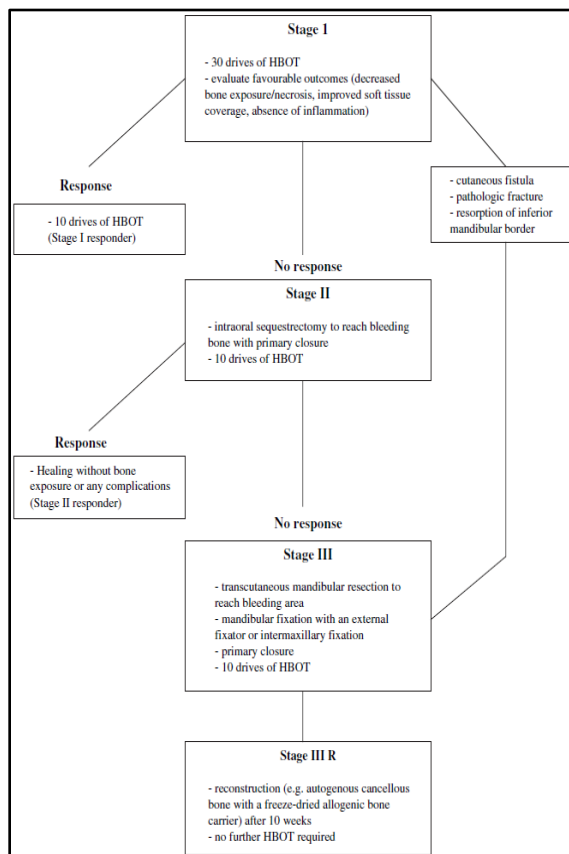 Stage 1
- 30 drives of HBOT
- evaluate favourable outcomes (decreased
bone exposure/necrosis, improved soft tissue
coverage, absence of inflammation)
Response
- 10 drives of HBOT
(Stage I responder)
- cutaneous fistula
- pathologic fracture
- resorption of inferior
mandibular border
No response
Stage II
- intraoral sequestrectomy to reach bleeding
bone with primary closure
- 10 drives of HBOT
Response
- Healing without bone
exposure or any complications
(Stage II responder)
No response
Stage III
- transcutaneous mandibular resection to
reach bleeding area
- mandibular fixation with an external
fixator or intermaxillary fixation
- primary closure
- 10 drives of HBOT
Stage III R
- reconstruction (e.g. autogenous cancellous
bone with a freeze-dried allogenic bone
carrier) after 10 weeks
- no further HBOT required